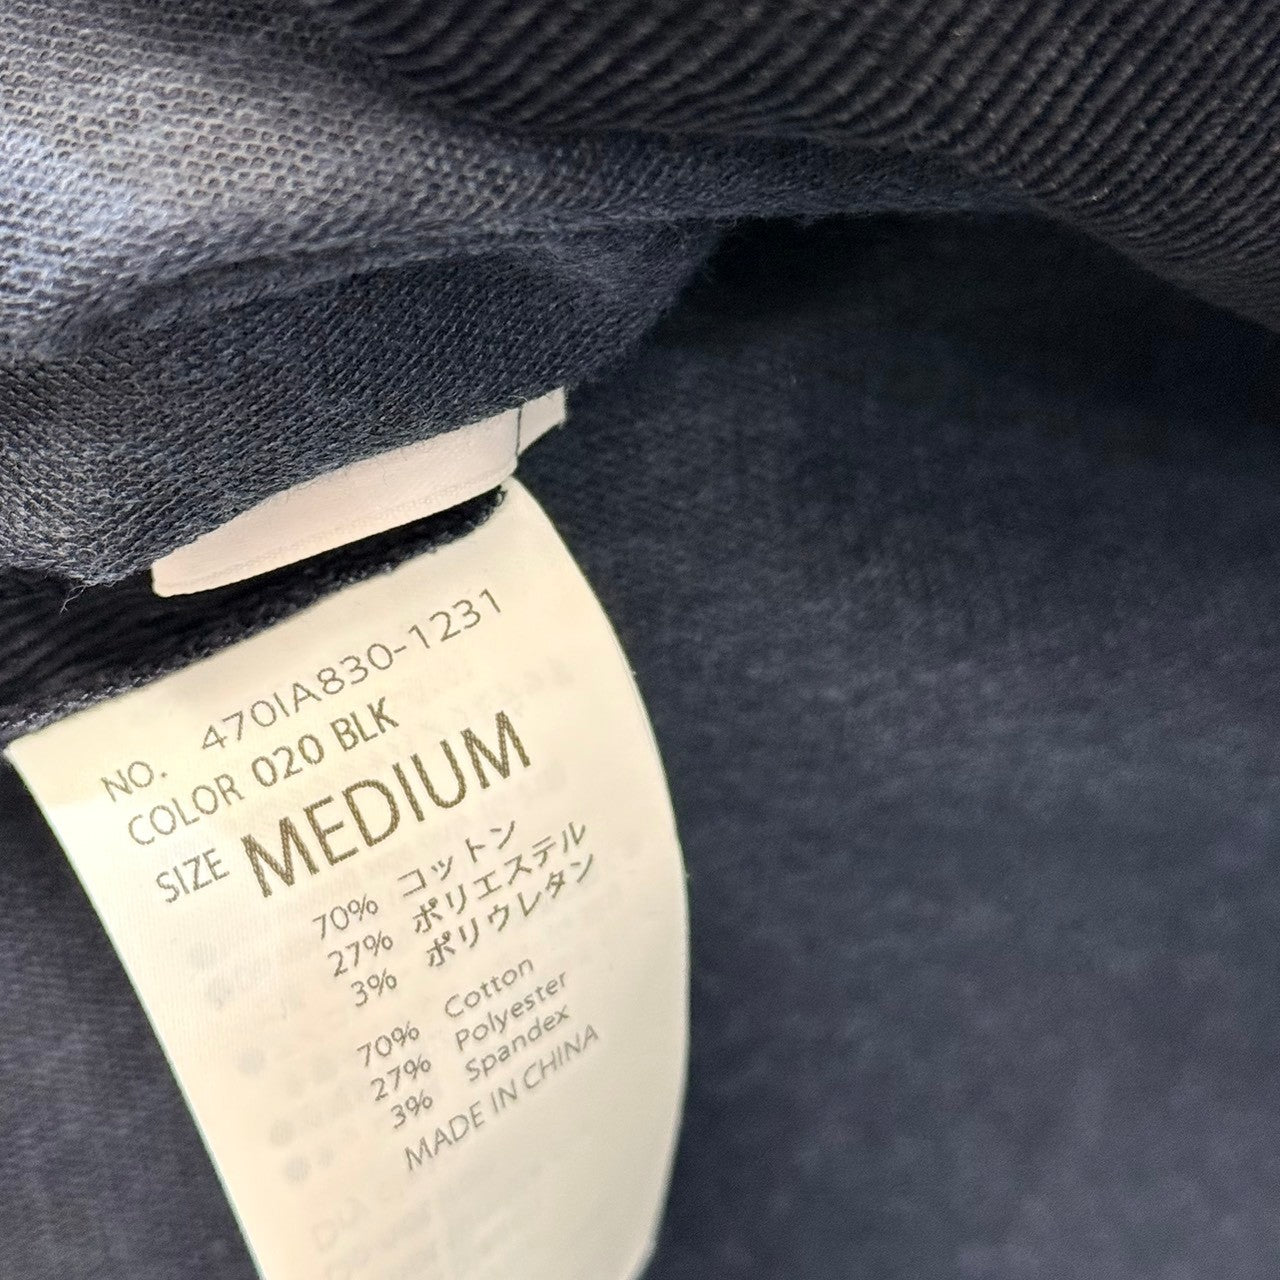 NO. 470IA830-1231
COLOR 020 BLK
SIZE MEDIUM
70% コットン
27% ポリエステル
3% ポリウレタン
70% Cotton
27% Polyester
3% Spandex
MADE IN CHINA